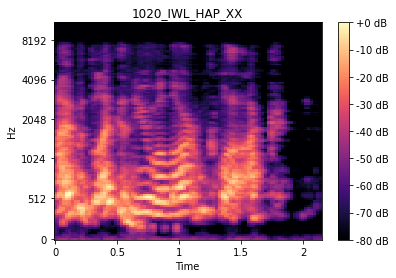 1020_IWL_HAP_XX
+0 dB
8192
-10 dB
4096
-20 dB
-30 dB
2048
Hz
-40 dB
1024
-50 dB
512
-60 dB
-70 dB
0
-80 dB
0
0.5
1
1.5
2
Time